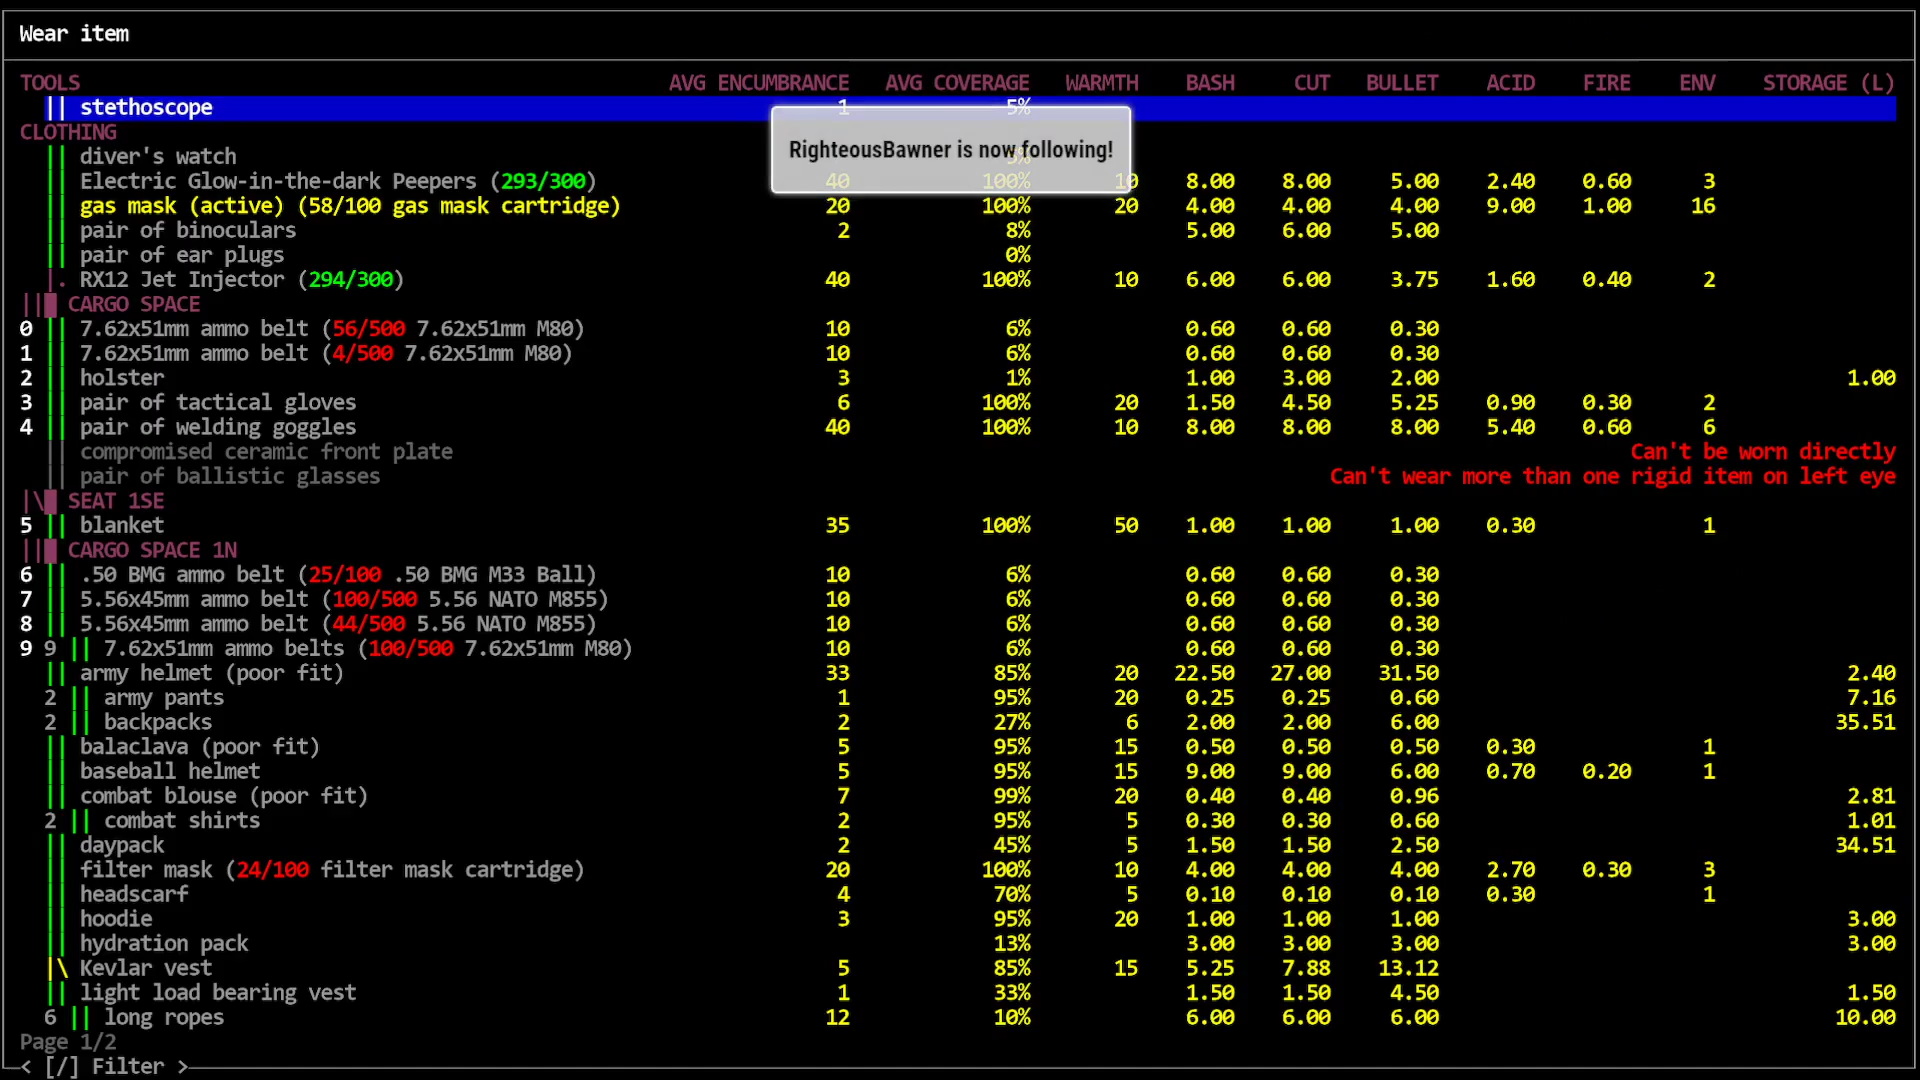 Wear item
TOOLS AVG ENCUMBRANCE AVG COVERAGE WARMTH BASH CUT BULLET ACID FIRE ENV STORAGE (L)
|| stethoscope 1 5%
CLOTHING
|| diver's watch 5%
RighteousBawner is now following!
|| Electric Glow-in-the-dark Peepers (293/300) 40 100% 10 8.00 8.00 5.00 2.40 0.60 3
|| gas mask (active) (58/100 gas mask cartridge) 20 100% 20 4.00 4.00 4.00 9.00 1.00 16
|| pair of binoculars 2 8% 5.00 6.00 5.00
|| pair of ear plugs 0%
|. RX12 Jet Injector (294/300) 40 100% 10 6.00 6.00 3.75 1.60 0.40 2
||█ CARGO SPACE
0 || 7.62x51mm ammo belt (56/500 7.62x51mm M80) 10 6% 0.60 0.60 0.30
1 || 7.62x51mm ammo belt (4/500 7.62x51mm M80) 10 6% 0.60 0.60 0.30
2 || holster 3 1% 1.00 3.00 2.00 1.00
3 || pair of tactical gloves 6 100% 20 1.50 4.50 5.25 0.90 0.30 2
4 || pair of welding goggles 40 100% 10 8.00 8.00 8.00 5.40 0.60 6
|| compromised ceramic front plate Can't be worn directly
|| pair of ballistic glasses Can't wear more than one rigid item on left eye
|\█ SEAT 1SE
5 || blanket 35 100% 50 1.00 1.00 1.00 0.30 1
||█ CARGO SPACE 1N
6 || .50 BMG ammo belt (25/100 .50 BMG M33 Ball) 10 6% 0.60 0.60 0.30
7 || 5.56x45mm ammo belt (100/500 5.56 NATO M855) 10 6% 0.60 0.60 0.30
8 || 5.56x45mm ammo belt (44/500 5.56 NATO M855) 10 6% 0.60 0.60 0.30
9 9 || 7.62x51mm ammo belts (100/500 7.62x51mm M80) 10 6% 0.60 0.60 0.30
|| army helmet (poor fit) 33 85% 20 22.50 27.00 31.50 2.40
2 || army pants 1 95% 20 0.25 0.25 0.60 7.16
2 || backpacks 2 27% 6 2.00 2.00 6.00 35.51
|| balaclava (poor fit) 5 95% 15 0.50 0.50 0.50 0.30 1
|| baseball helmet 5 95% 15 9.00 9.00 6.00 0.70 0.20 1
|| combat blouse (poor fit) 7 99% 20 0.40 0.40 0.96 2.81
2 || combat shirts 2 95% 5 0.30 0.30 0.60 1.01
|| daypack 2 45% 5 1.50 1.50 2.50 34.51
|| filter mask (24/100 filter mask cartridge) 20 100% 10 4.00 4.00 4.00 2.70 0.30 3
|| headscarf 4 70% 5 0.10 0.10 0.10 0.30 1
|| hoodie 3 95% 20 1.00 1.00 1.00 3.00
|| hydration pack 13% 3.00 3.00 3.00 3.00
|\ Kevlar vest 5 85% 15 5.25 7.88 13.12
|| light load bearing vest 1 33% 1.50 1.50 4.50 1.50
6 || long ropes 12 10% 6.00 6.00 6.00 10.00
Page 1/2
< [/] Filter >